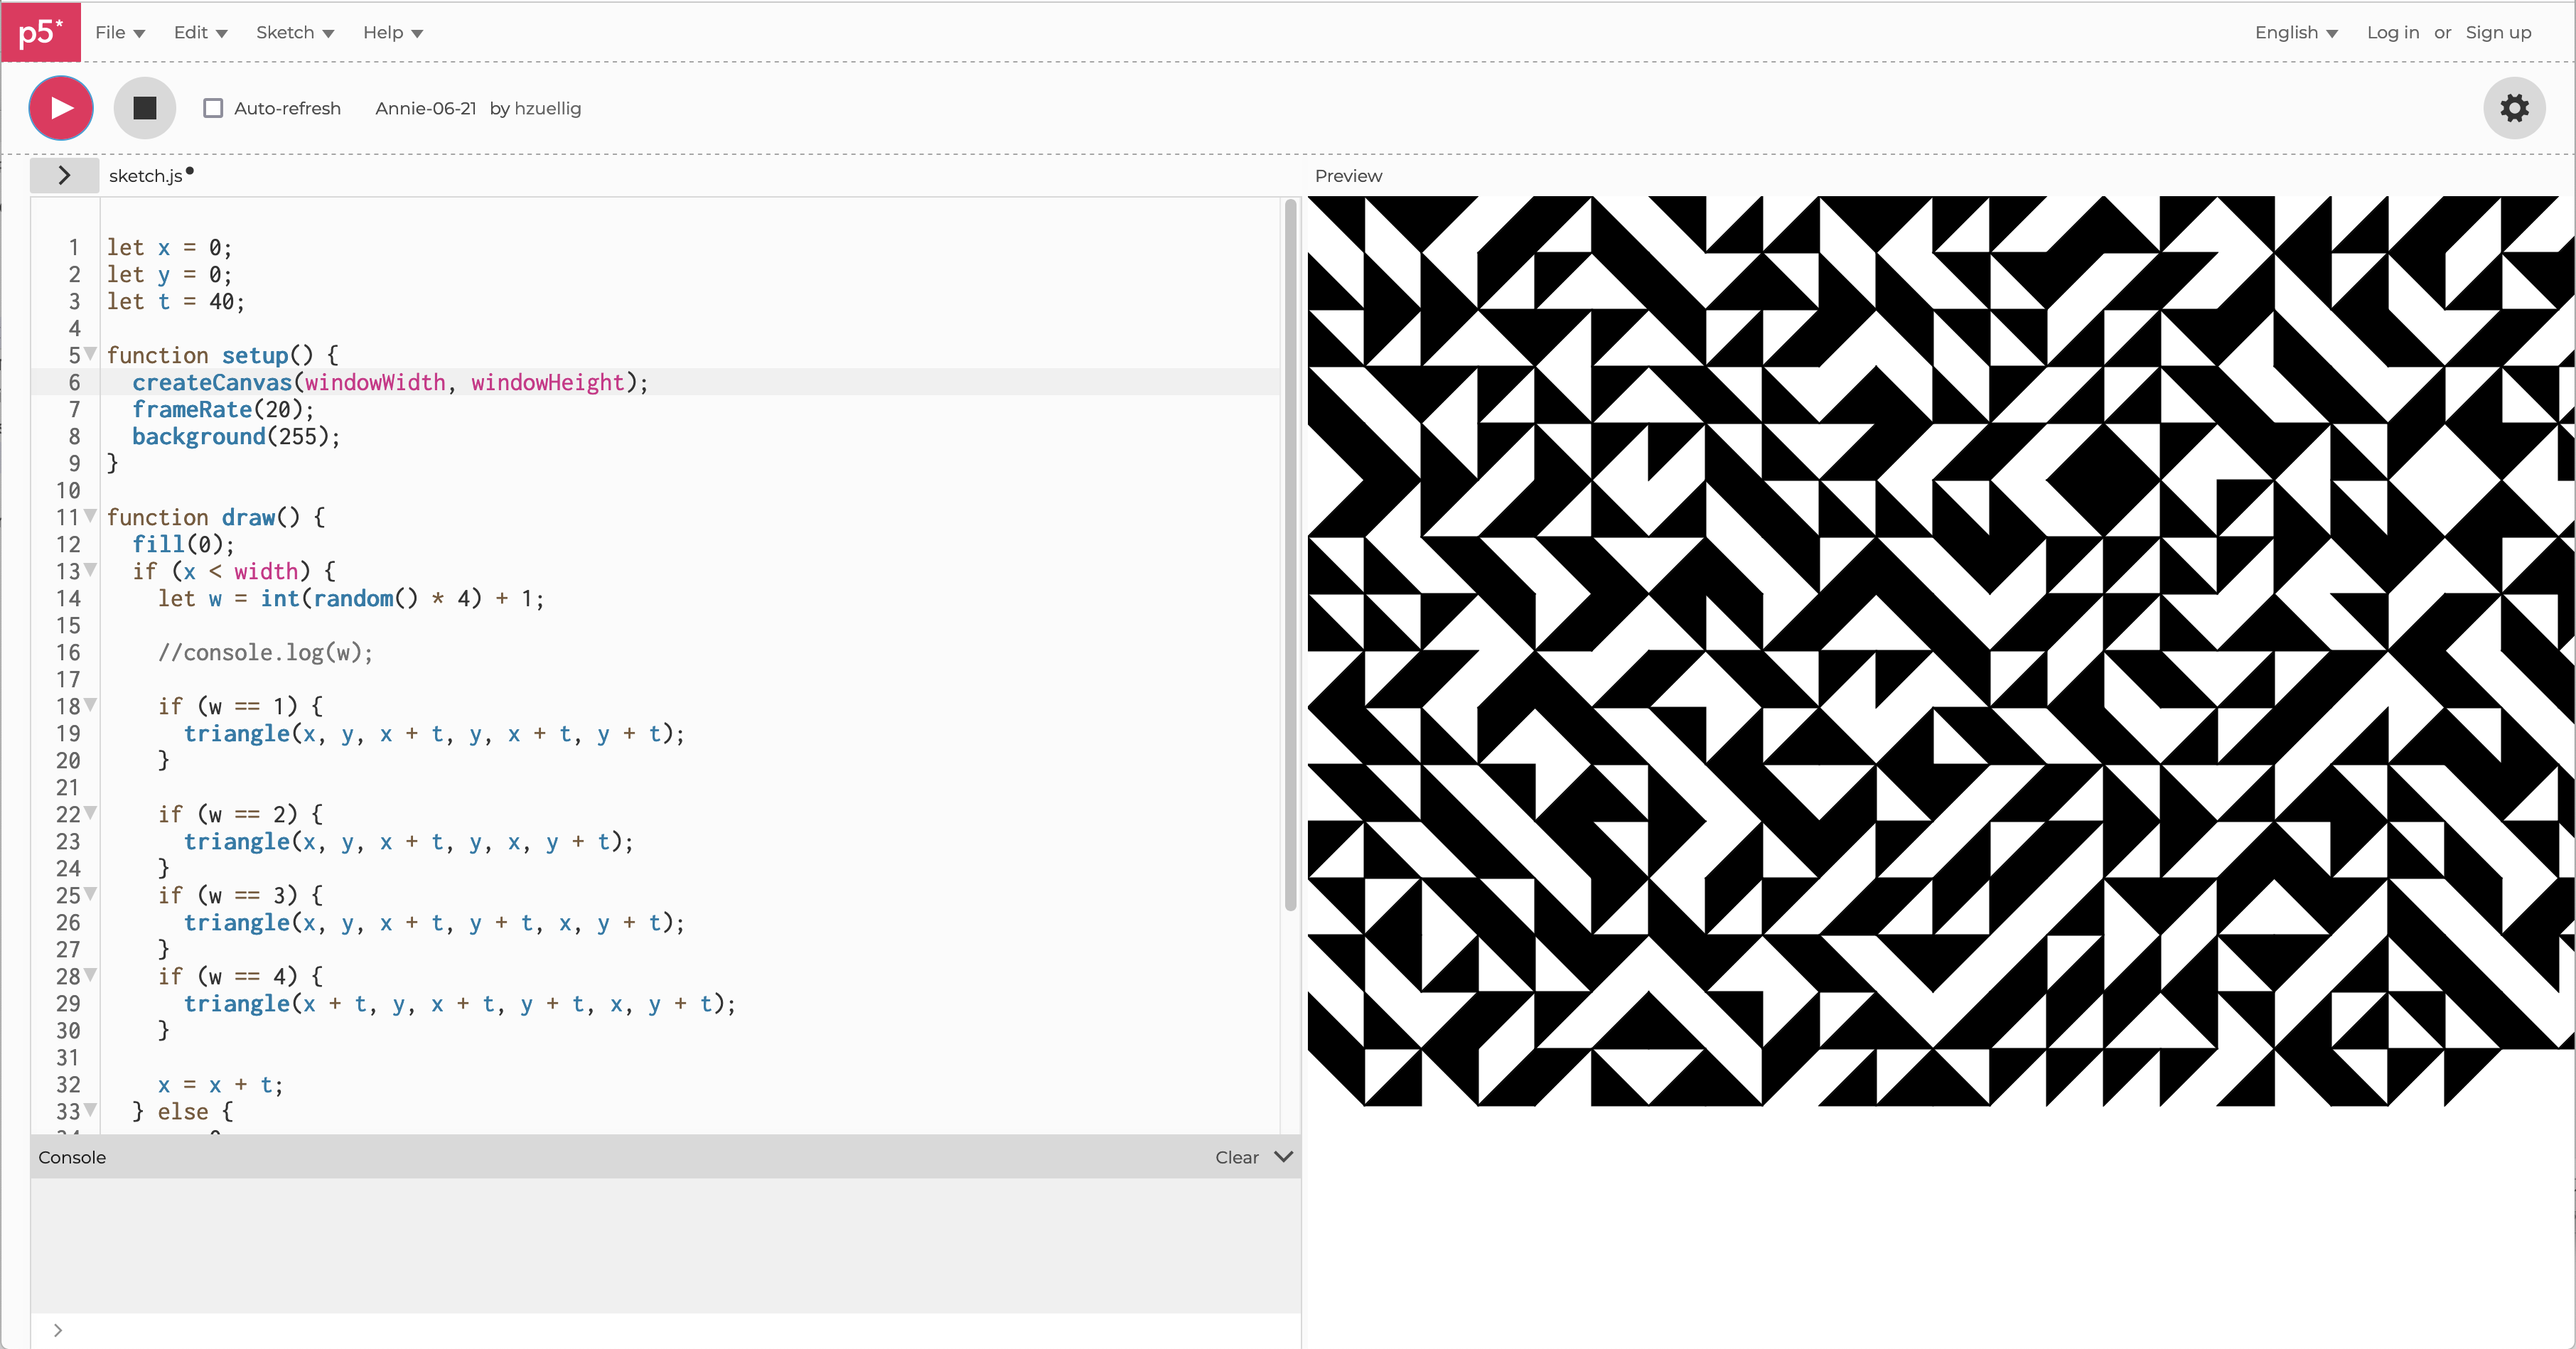 p5* File Edit Sketch Help English Log in or Sign up
Auto-refresh Annie-06-21 by hzuellig
sketch.js
Preview
1 let x = 0;
2 let y = 0;
3 let t = 40;
4
5 function setup() {
6 createCanvas(windowWidth, windowHeight);
7 frameRate(20);
8 background(255);
9 }
10
11 function draw() {
12 fill(0);
13 if (x < width) {
14 let w = int(random() * 4) + 1;
15
16 //console.log(w);
17
18 if (w == 1) {
19 triangle(x, y, x + t, y, x + t, y + t);
20 }
21
22 if (w == 2) {
23 triangle(x, y, x + t, y, x, y + t);
24 }
25 if (w == 3) {
26 triangle(x, y, x + t, y + t, x, y + t);
27 }
28 if (w == 4) {
29 triangle(x + t, y, x + t, y + t, x, y + t);
30 }
31
32 x = x + t;
33 } else {
Console Clear
>